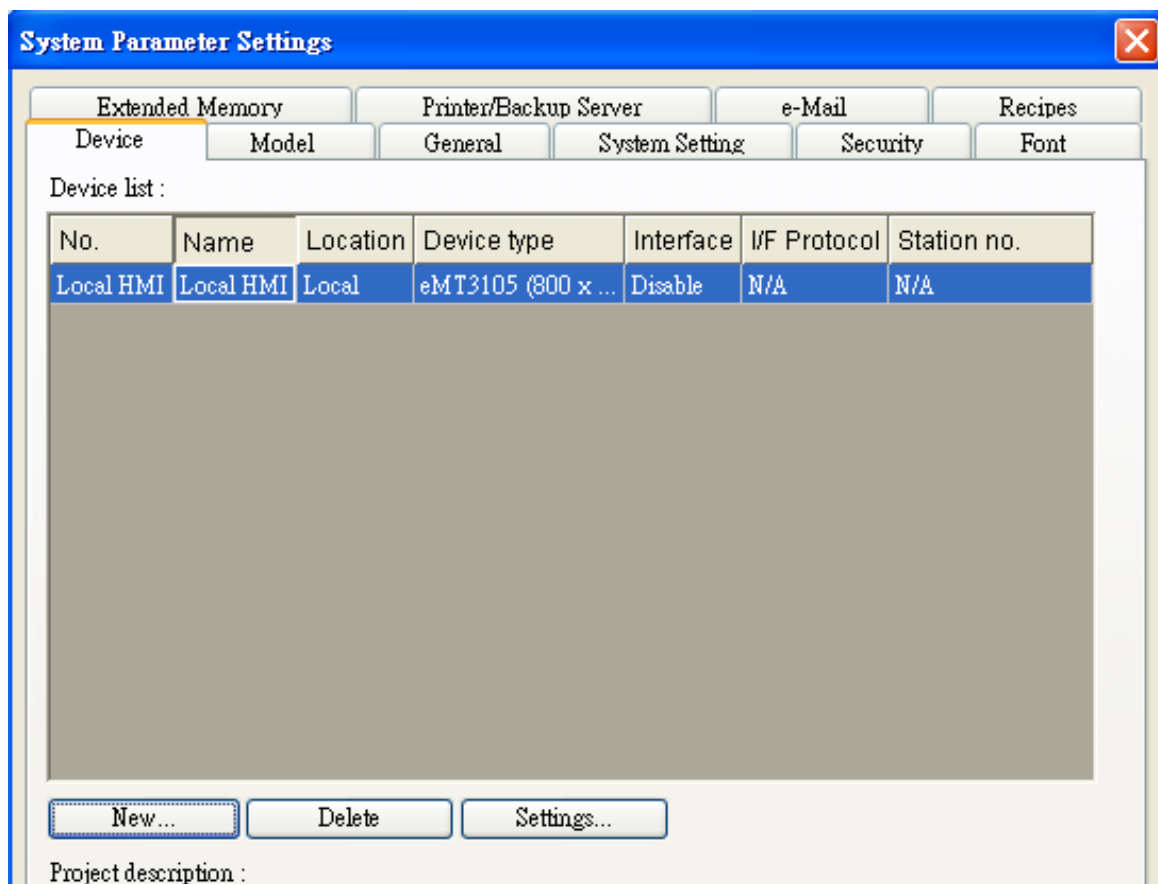 System Parameter Settings
Extended Memory Printer/Backup Server e-Mail Recipes
Device Model General System Setting Security Font
Device list :
No. Name Location Device type Interface I/F Protocol Station no.
Local HMI Local HMI Local eMT3105 (800 x ... Disable N/A N/A
New... Delete Settings...
Project description :